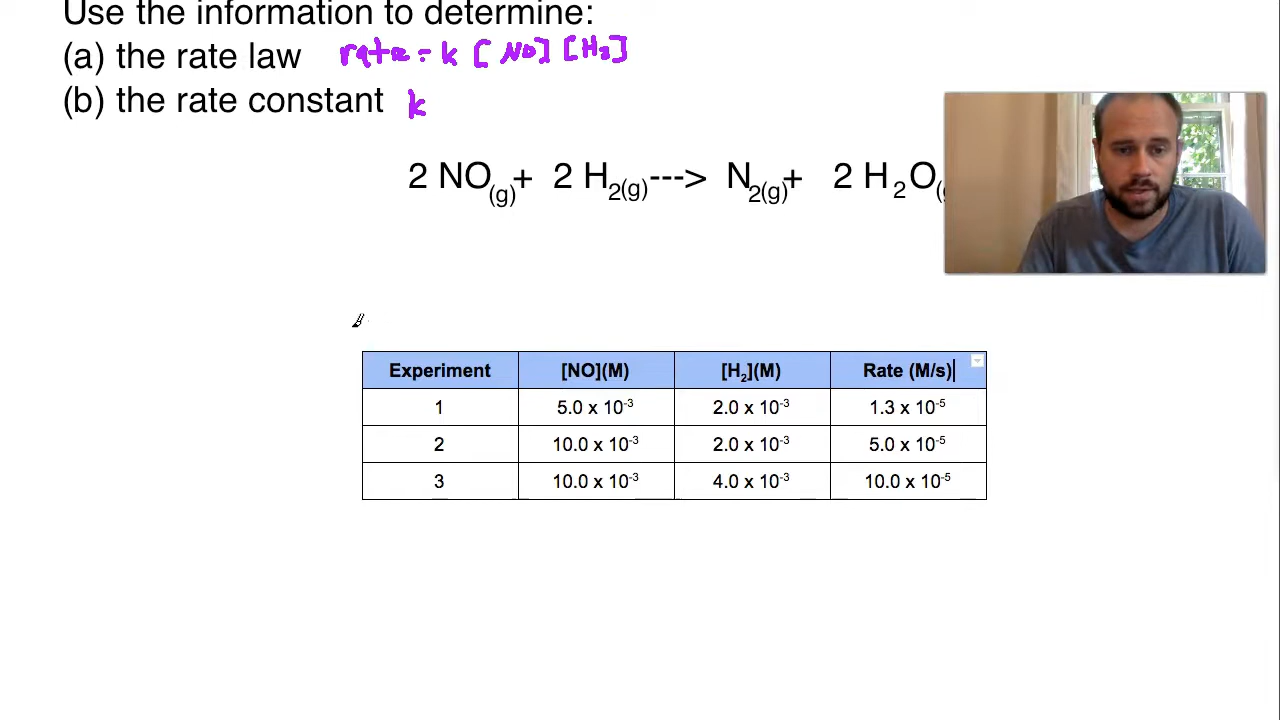 Use the information to determine:
(a) the rate law rate = k [NO] [H₂]
(b) the rate constant k
2 NO(g) + 2 H₂(g) ---> N₂(g) + 2 H₂O(g
Experiment [NO](M) [H₂](M) Rate (M/s)
1 5.0 x 10⁻³ 2.0 x 10⁻³ 1.3 x 10⁻⁵
2 10.0 x 10⁻³ 2.0 x 10⁻³ 5.0 x 10⁻⁵
3 10.0 x 10⁻³ 4.0 x 10⁻³ 10.0 x 10⁻⁵